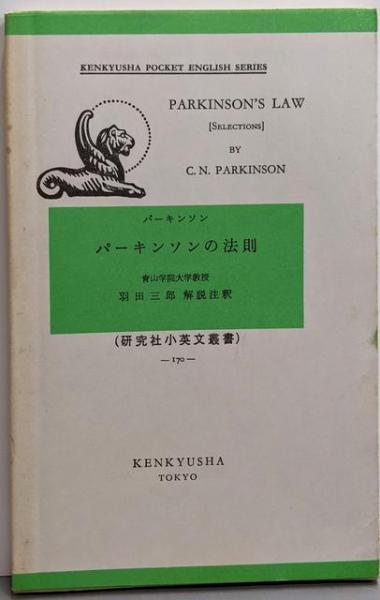 KENKYUSHA POCKET ENGLISH SERIES
PARKINSON'S LAW
[SELECTIONS]
BY
C. N. PARKINSON
パーキンソン
パーキンソンの法則
青山学院大学教授
羽田三郎 解説注釈
(研究社小英文叢書)
—170—
KENKYUSHA
TOKYO